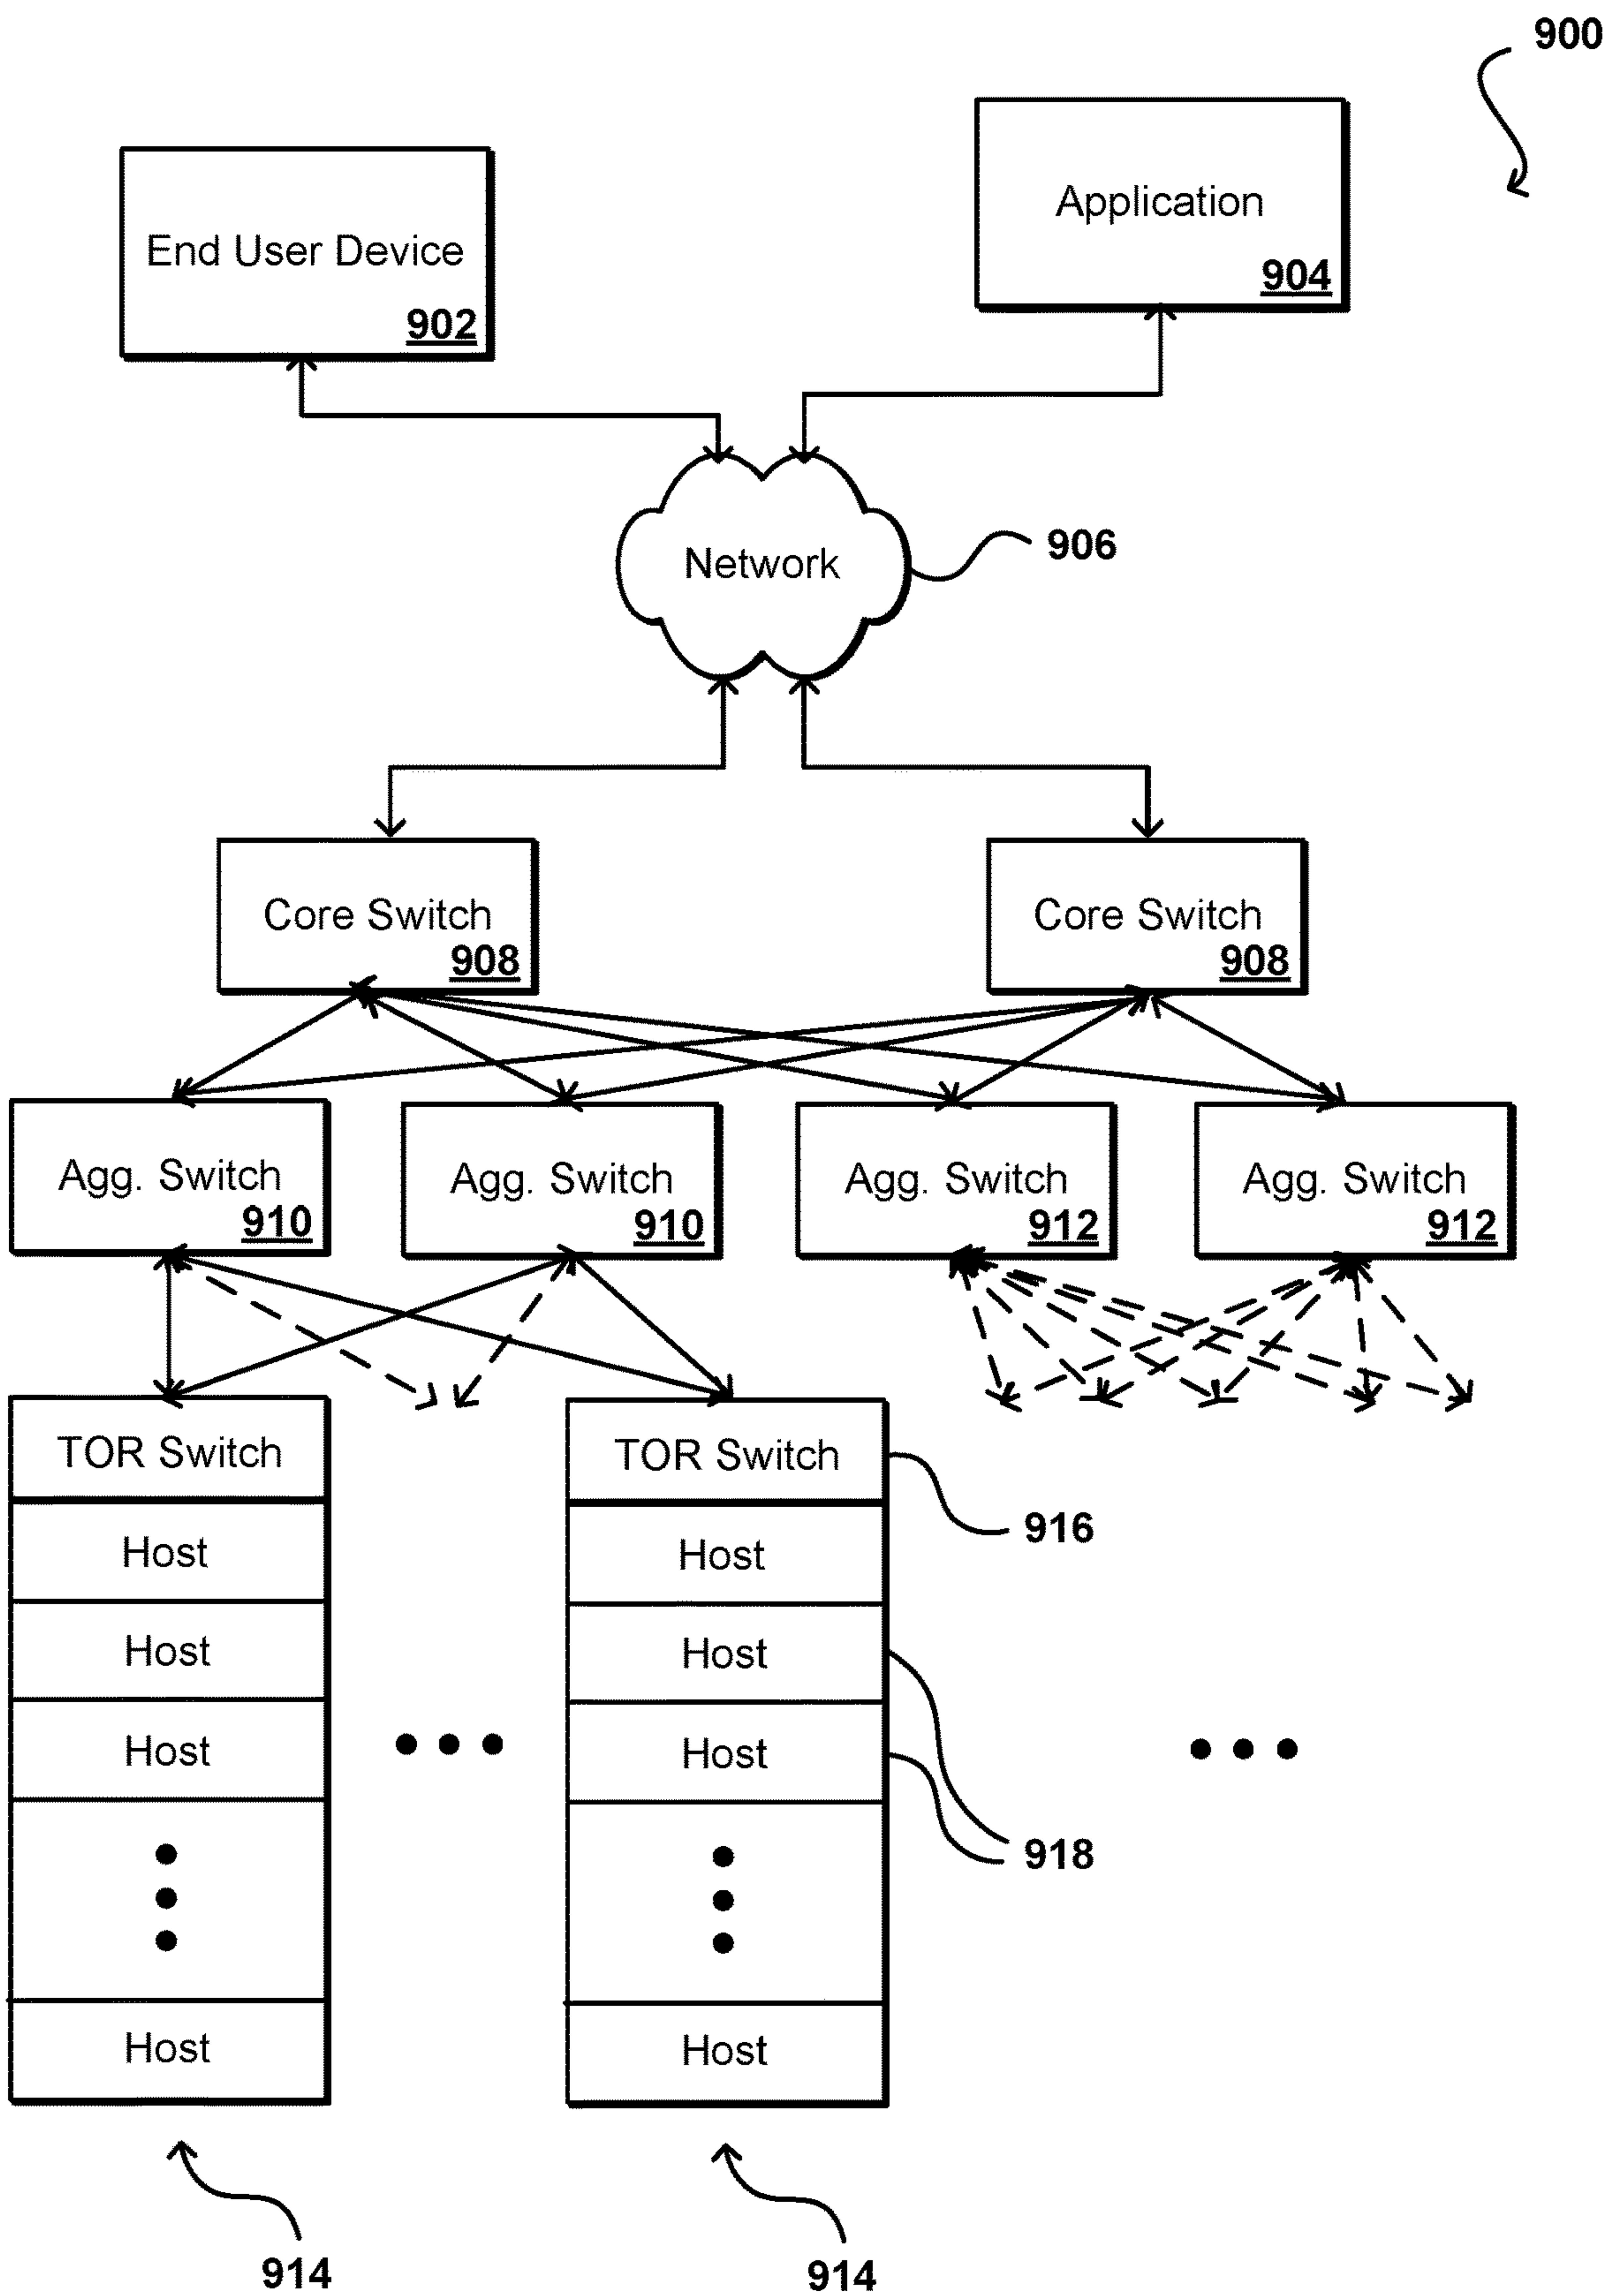 900
Application
904
End User Device
902
Network
906
Core Switch
908
Core Switch
908
Agg. Switch
910
Agg. Switch
910
Agg. Switch
912
Agg. Switch
912
TOR Switch
Host
Host
Host
Host
TOR Switch
Host
Host
Host
Host
916
918
914
914